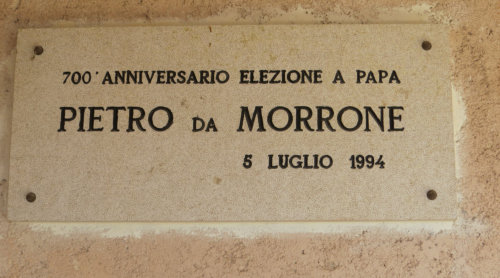 700° ANNIVERSARIO ELEZIONE A PAPA
PIETRO DA MORRONE
5 LUGLIO 1994